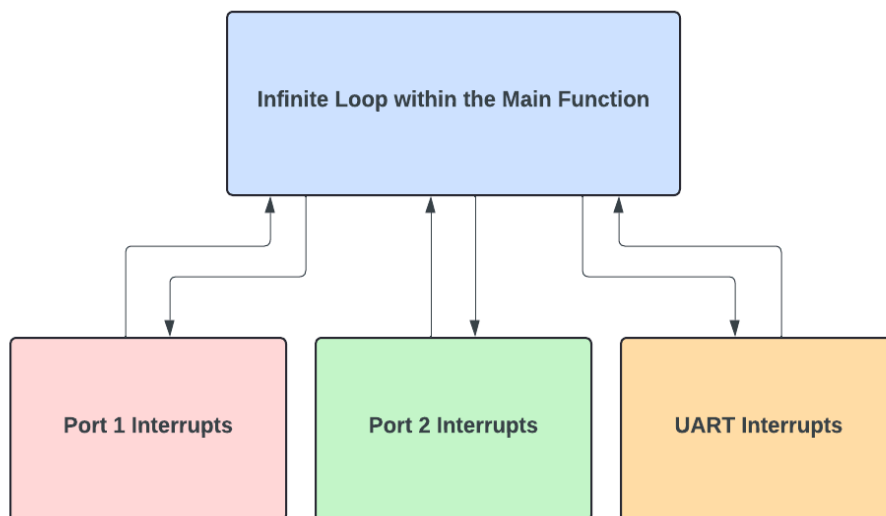 Infinite Loop within the Main Function
Port 1 Interrupts
Port 2 Interrupts
UART Interrupts